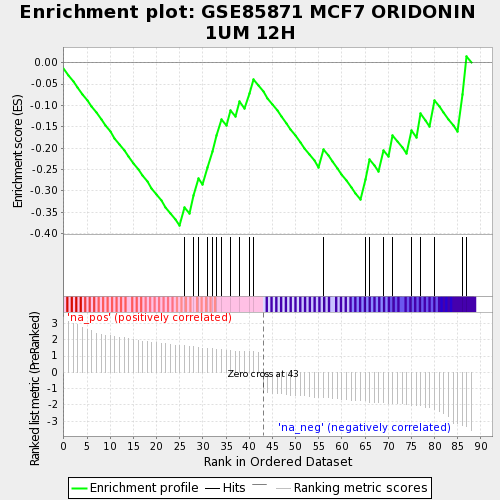 Enrichment plot: GSE85871 MCF7 ORIDONIN
1UM 12H
Enrichment score (ES)
0.00
-0.05
-0.10
-0.15
-0.20
-0.25
-0.30
-0.35
-0.40
'na_pos' (positively correlated)
Ranked list metric (PreRanked)
3
2
1
0
-1
-2
-3
Zero cross at 43
'na_neg' (negatively correlated)
0 5 10 15 20 25 30 35 40 45 50 55 60 65 70 75 80 85 90
Rank in Ordered Dataset
Enrichment profile Hits Ranking metric scores